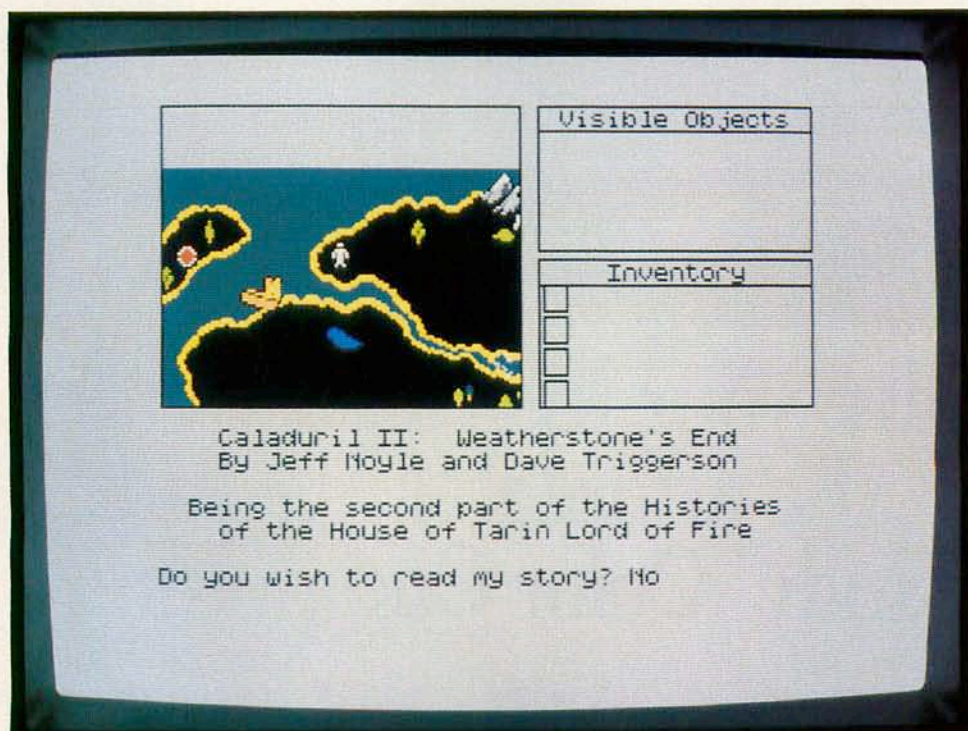 Visible Objects
Inventory
Caladuril II: Weatherstone's End
By Jeff Noyle and Dave Triggerson
Being the second part of the Histories
of the House of Tarin Lord of Fire
Do you wish to read my story? No